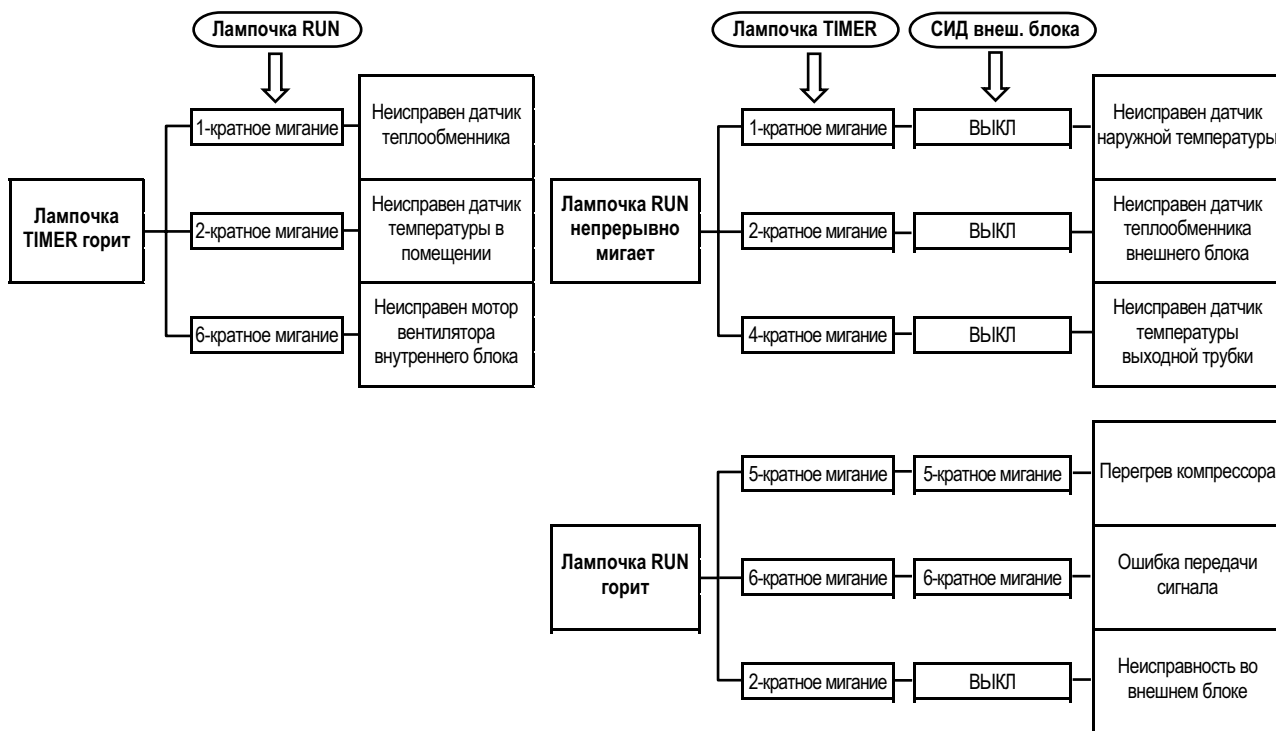 Лампочка RUN
1-кратное мигание
Неисправен датчик
теплообменника
Лампочка
TIMER горит
2-кратное мигание
Неисправен датчик
температуры в
помещении
6-кратное мигание
Неисправен мотор
вентилятора
внутреннего блока
Лампочка TIMER
СИД внеш. блока
1-кратное мигание
ВЫКЛ
Неисправен датчик
наружной температуры
Лампочка RUN
непрерывно
мигает
2-кратное мигание
ВЫКЛ
Неисправен датчик
теплообменника
внешнего блока
4-кратное мигание
ВЫКЛ
Неисправен датчик
температуры
выходной трубки
5-кратное мигание
5-кратное мигание
Перегрев компрессора
Лампочка RUN
горит
6-кратное мигание
6-кратное мигание
Ошибка передачи
сигнала
2-кратное мигание
ВЫКЛ
Неисправность во
внешнем блоке